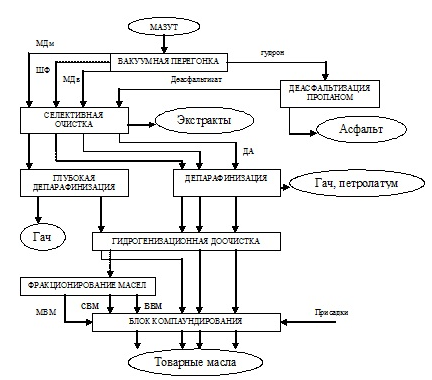 МАЗУТ
МДм
ВАКУУМНАЯ ПЕРЕГОНКА
гудрон
ШФ
МДв
Деасфальтизат
ДЕАСФАЛЬТИЗАЦИЯ
ПРОПАНОМ
СЕЛЕКТИВНАЯ
ОЧИСТКА
Экстракты
Асфальт
ДА
ГЛУБОКАЯ
ДЕПАРАФИНИЗАЦИЯ
ДЕПАРАФИНИЗАЦИЯ
Гач, петролатум
Гач
ГИДРОГЕНИЗАЦИОННАЯ ДООЧИСТКА
ФРАКЦИОНИРОВАНИЕ МАСЕЛ
МВМ
СВМ
ВВМ
Присадки
БЛОК КОМПАУНДИРОВАНИЯ
Товарные масла